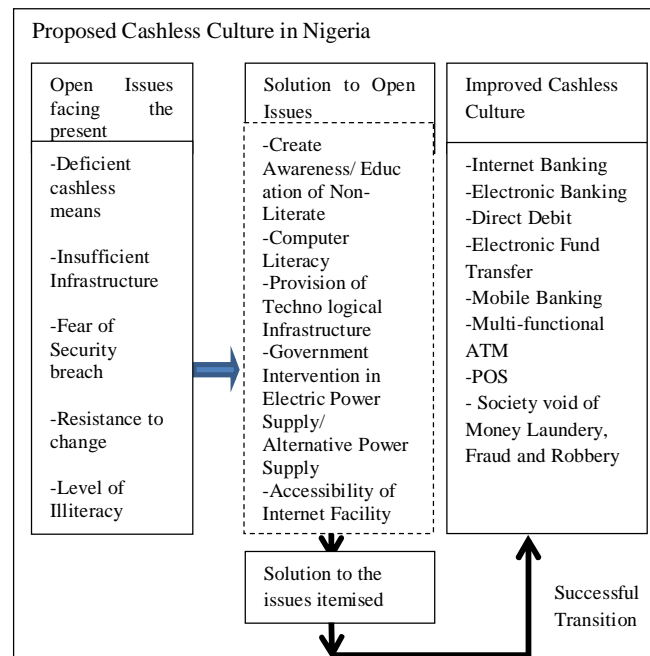 Proposed Cashless Culture in Nigeria
Open Issues
facing the
present
-Deficient
cashless
means
-Insufficient
Infrastructure
-Fear of
Security
breach
-Resistance to
change
-Level of
Illiteracy
Solution to Open
Issues
-Create
Awareness/ Educ
ation of Non-
Literate
-Computer
Literacy
-Provision of
Techno logical
Infrastructure
-Government
Intervention in
Electric Power
Supply/
Alternative Power
Supply
-Accessibility of
Internet Facility
Solution to the
issues itemised
Improved Cashless
Culture
-Internet Banking
-Electronic Banking
-Direct Debit
-Electronic Fund
Transfer
-Mobile Banking
-Multi-functional
ATM
-POS
- Society void of
Money Laundery,
Fraud and Robbery
Successful
Transition